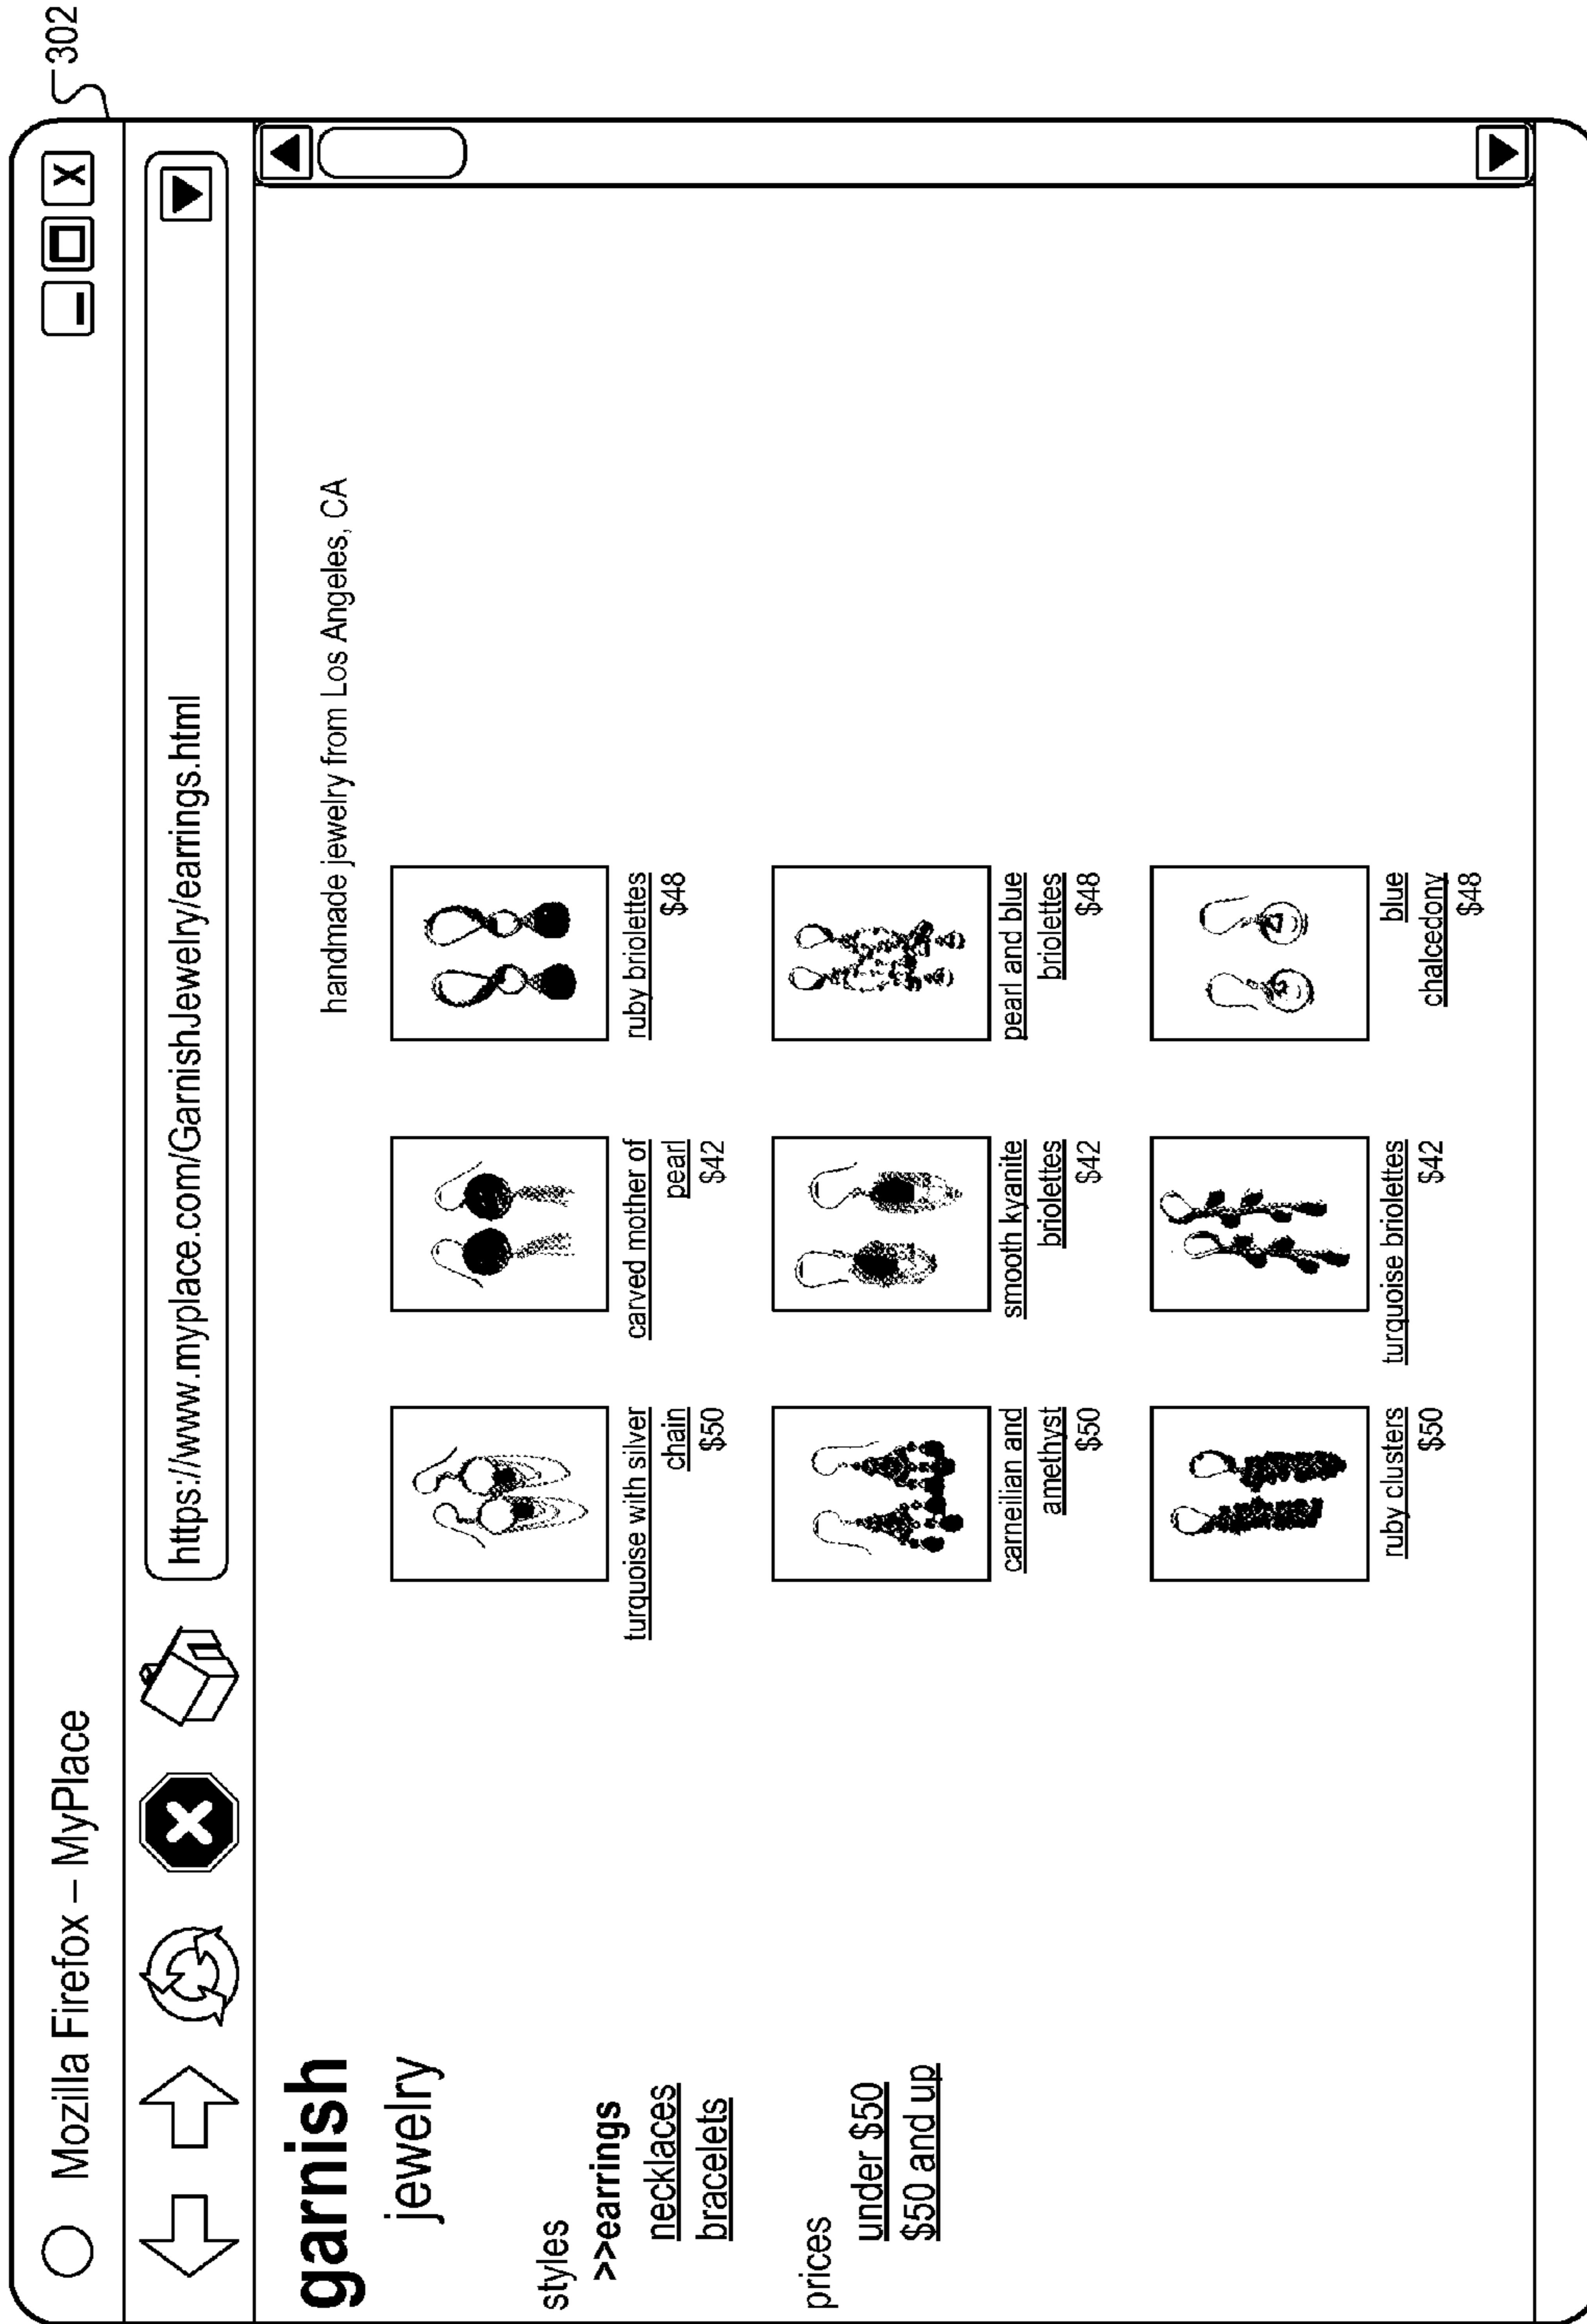 302
Mozilla Firefox – MyPlace
X
https://www.myplace.com/GarnishJewelry/earrings.html
garnish
jewelry
handmade jewelry from Los Angeles, CA
styles
>>earrings
necklaces
bracelets
prices
under $50
$50 and up
turquoise with silver
chain
$50
carved mother of
pearl
$42
ruby briolettes
$48
carneilian and
amethyst
$50
smooth kyanite
briolettes
$42
pearl and blue
briolettes
$48
ruby clusters
$50
turquoise briolettes
$42
blue
chalcedony
$48